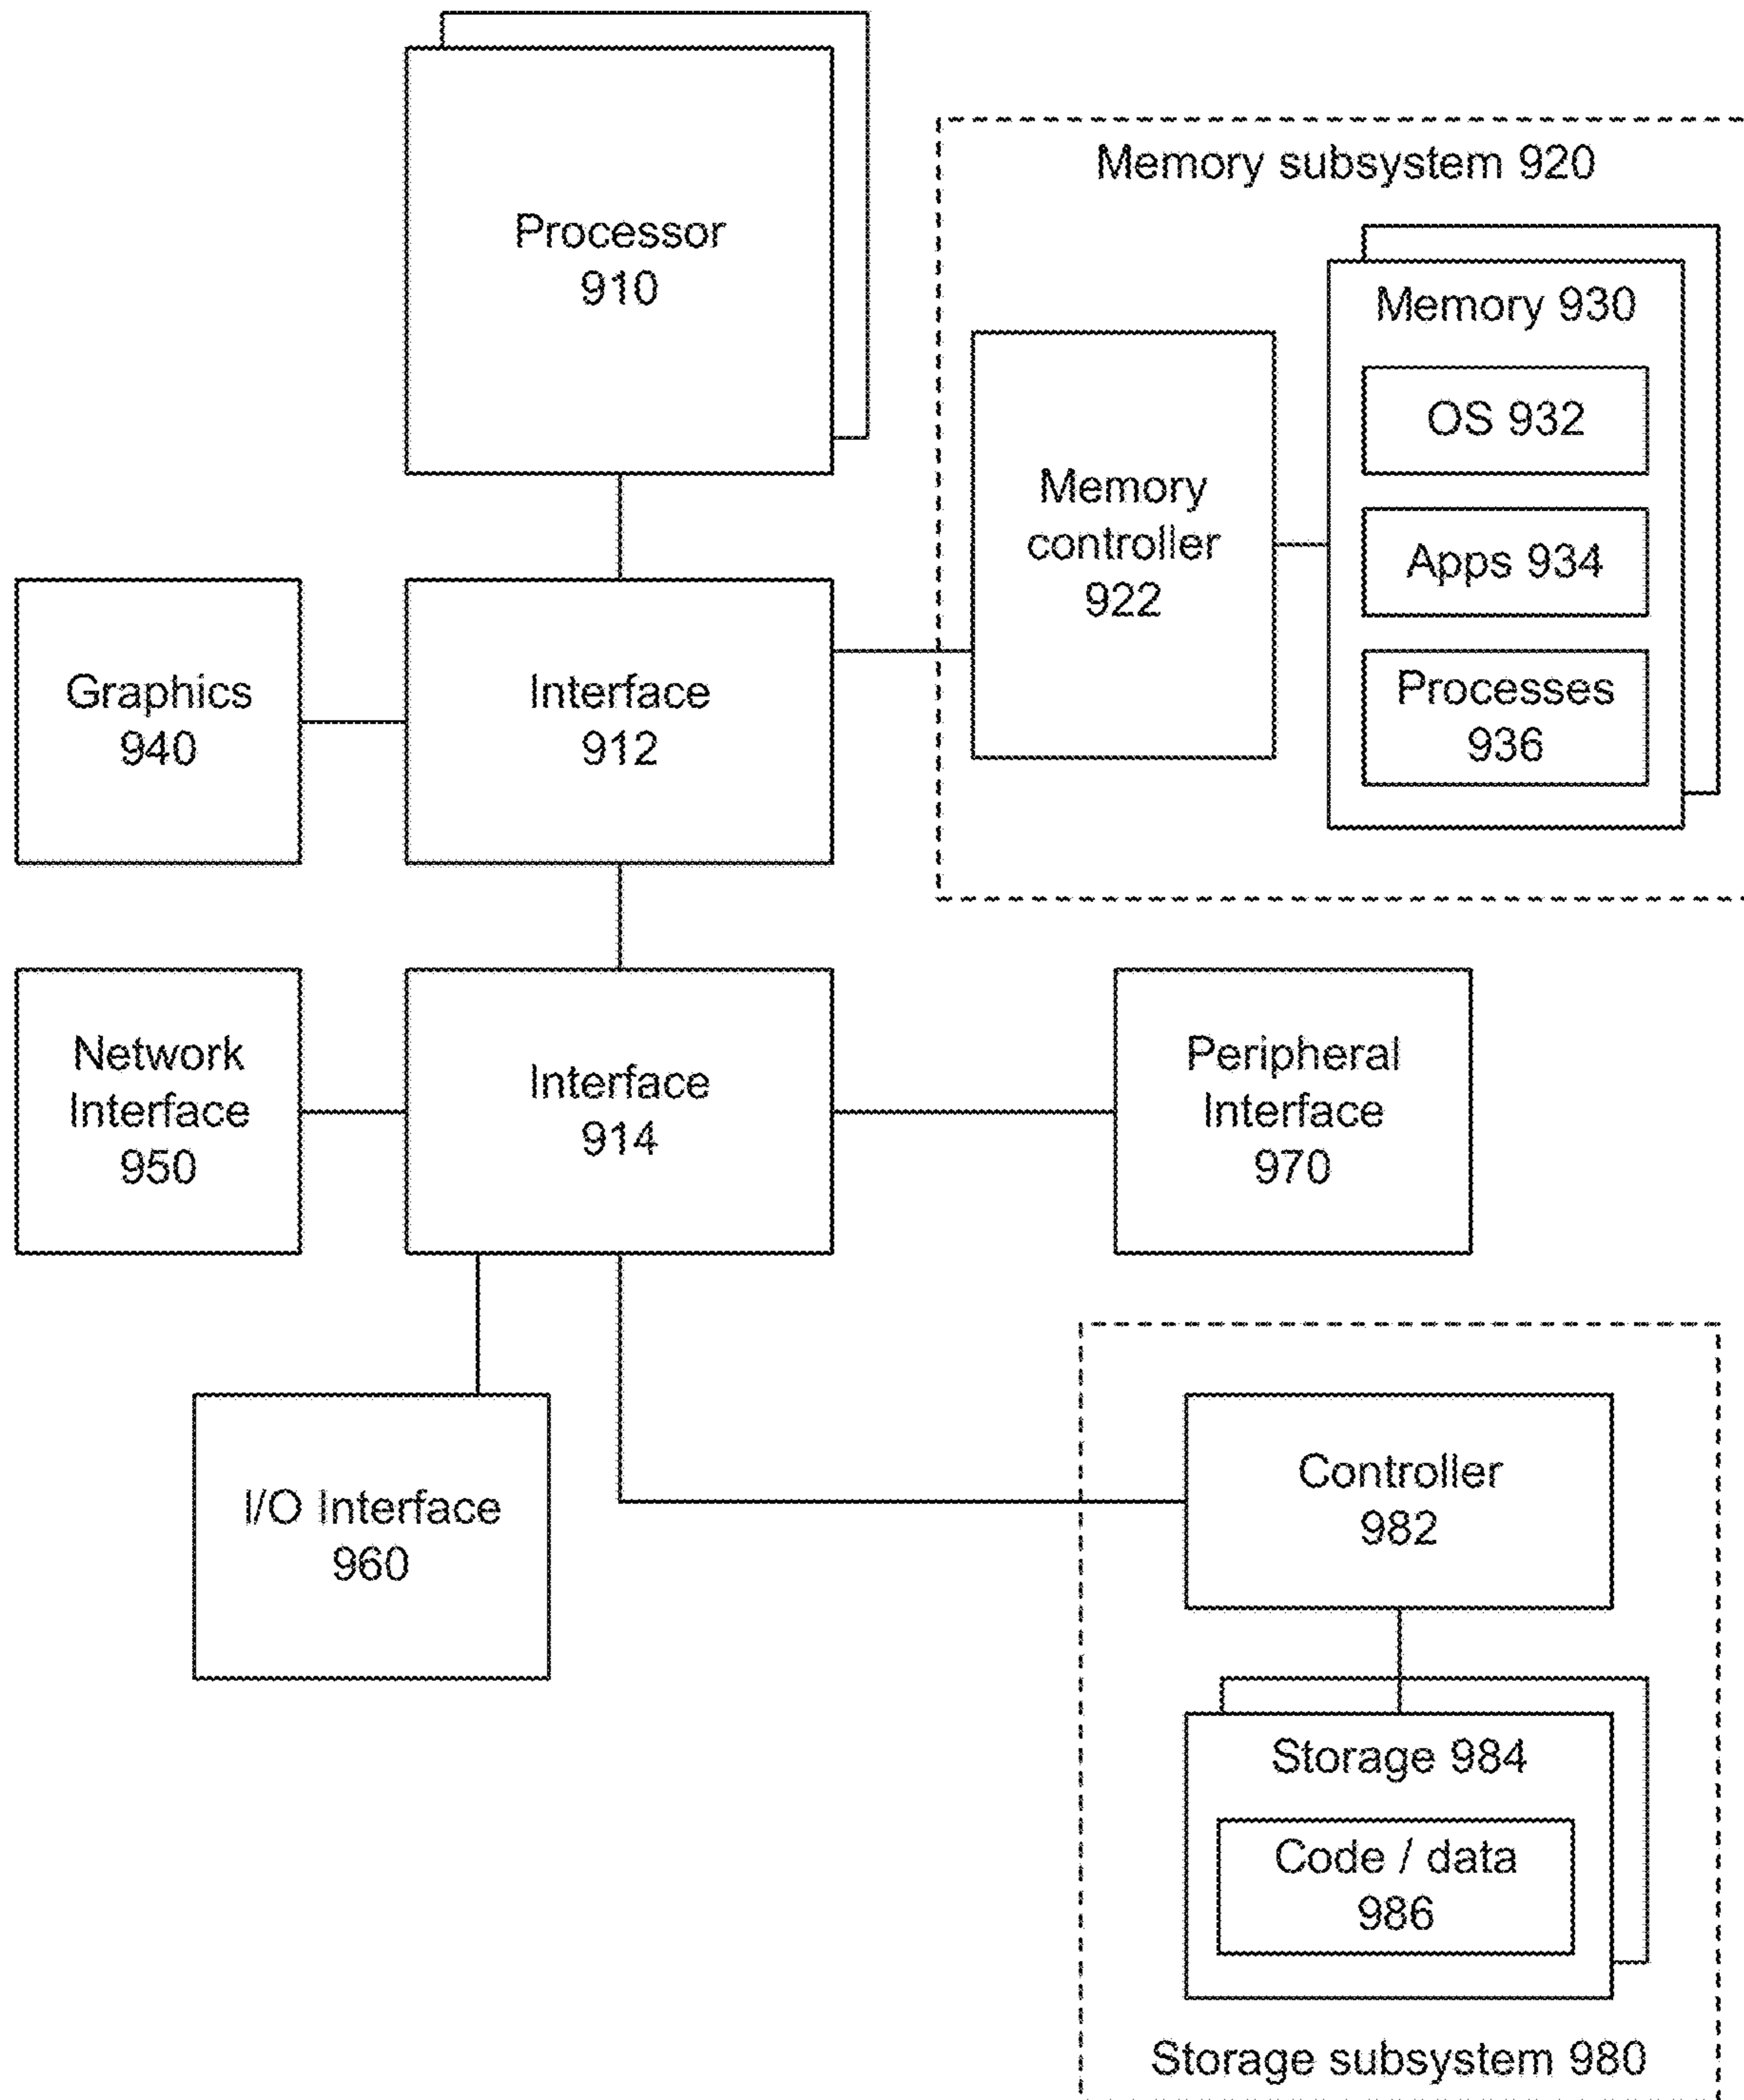 Processor
910
Memory subsystem 920
Memory 930
OS 932
Apps 934
Processes
936
Memory
controller
922
Graphics
940
Interface
912
Network
Interface
950
Interface
914
Peripheral
Interface
970
I/O Interface
960
Controller
982
Storage 984
Code / data
986
Storage subsystem 980